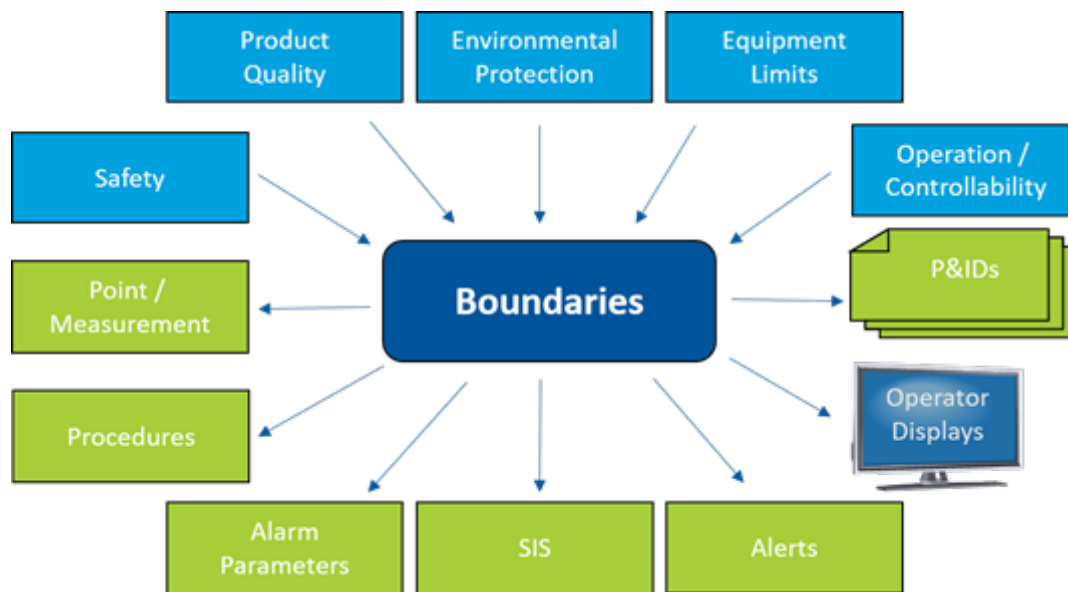 Product
Quality
Environmental
Protection
Equipment
Limits
Safety
Operation /
Controllability
Boundaries
Point /
Measurement
P&IDs
Procedures
Operator
Displays
Alarm
Parameters
SIS
Alerts